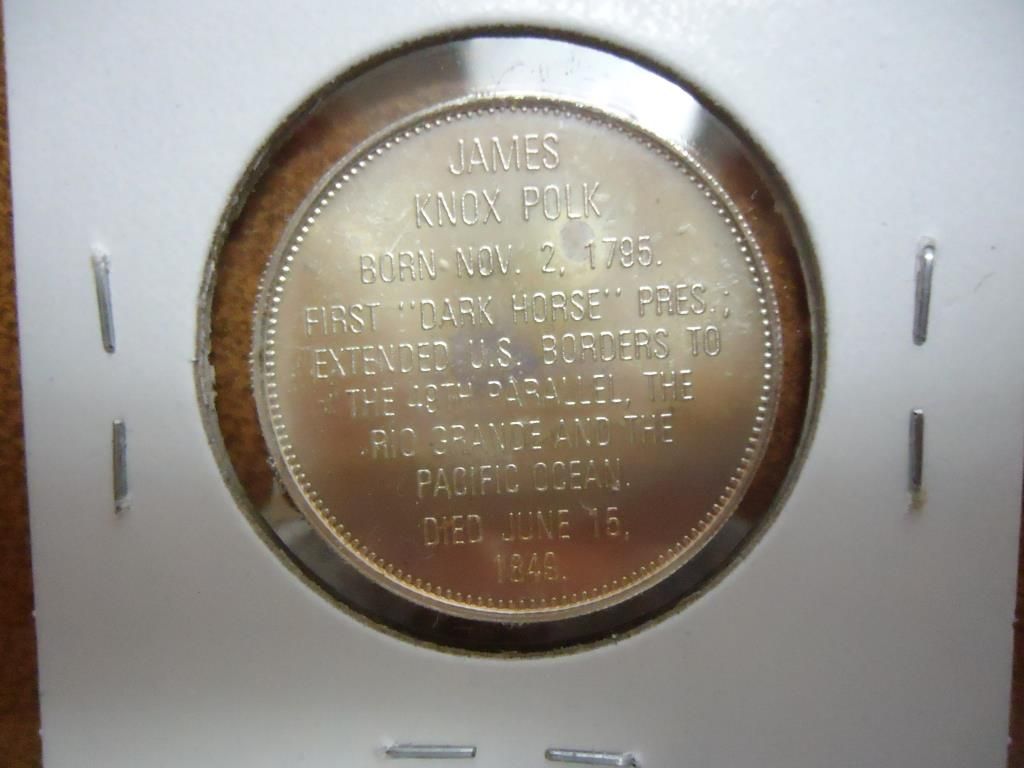 JAMES
KNOX POLK
BORN NOV. 2, 1795.
FIRST "DARK HORSE" PRES.;
EXTENDED U.S. BORDERS TO
THE 49TH PARALLEL, THE
RIO GRANDE AND THE
PACIFIC OCEAN.
DIED JUNE 15,
1849.